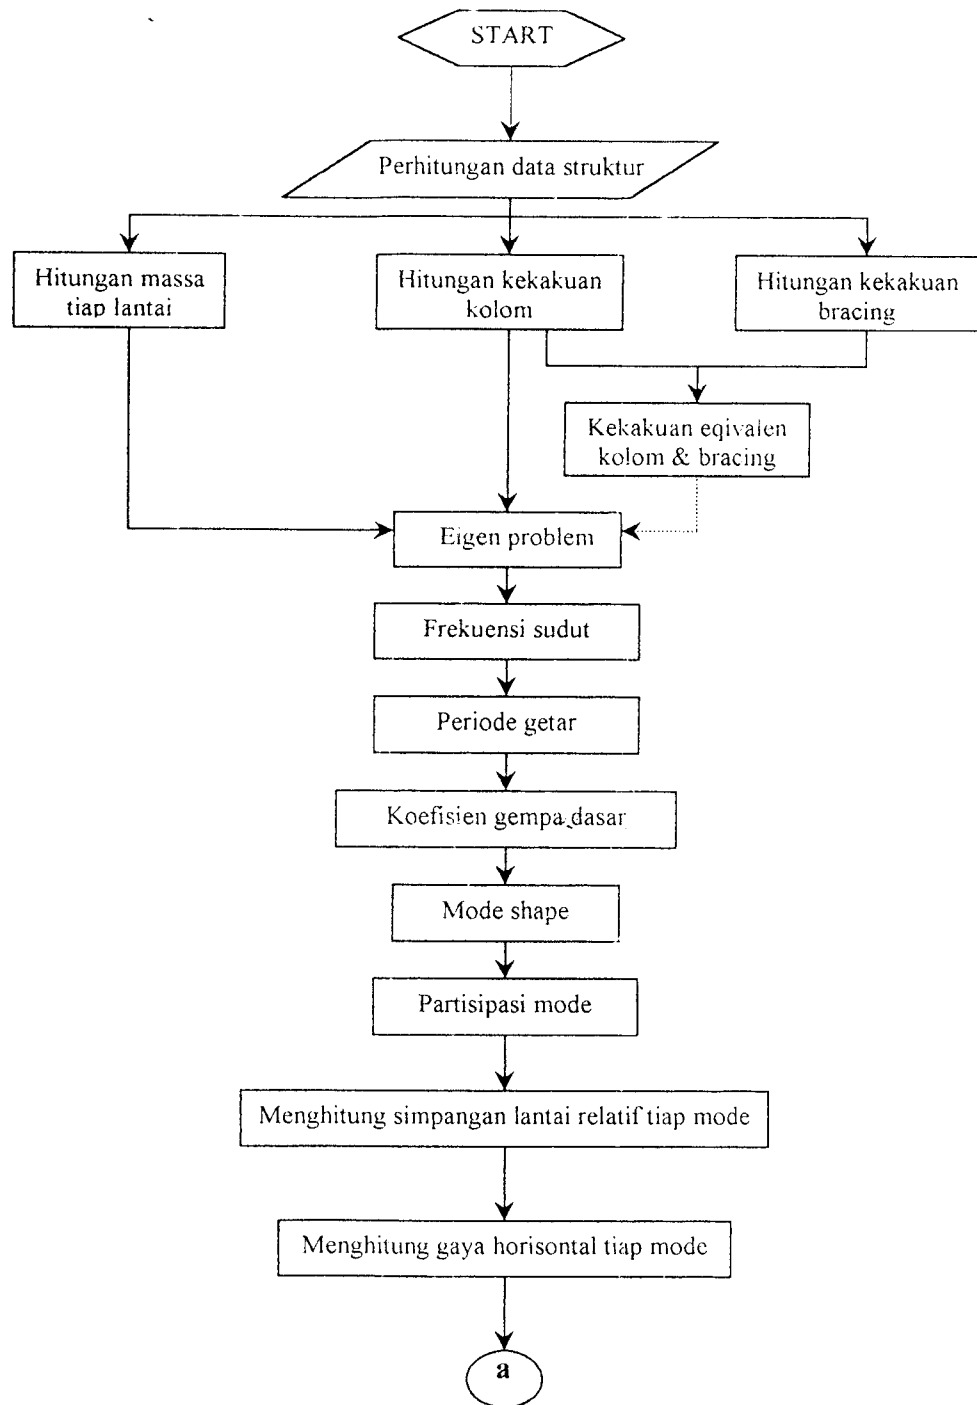 START
Perhitungan data struktur
Hitungan massa
tiap lantai
Hitungan kekakuan
kolom
Hitungan kekakuan
bracing
Kekakuan eqivalen
kolom & bracing
Eigen problem
Frekuensi sudut
Periode getar
Koefisien gempa dasar
Mode shape
Partisipasi mode
Menghitung simpangan lantai relatif tiap mode
Menghitung gaya horisontal tiap mode
a